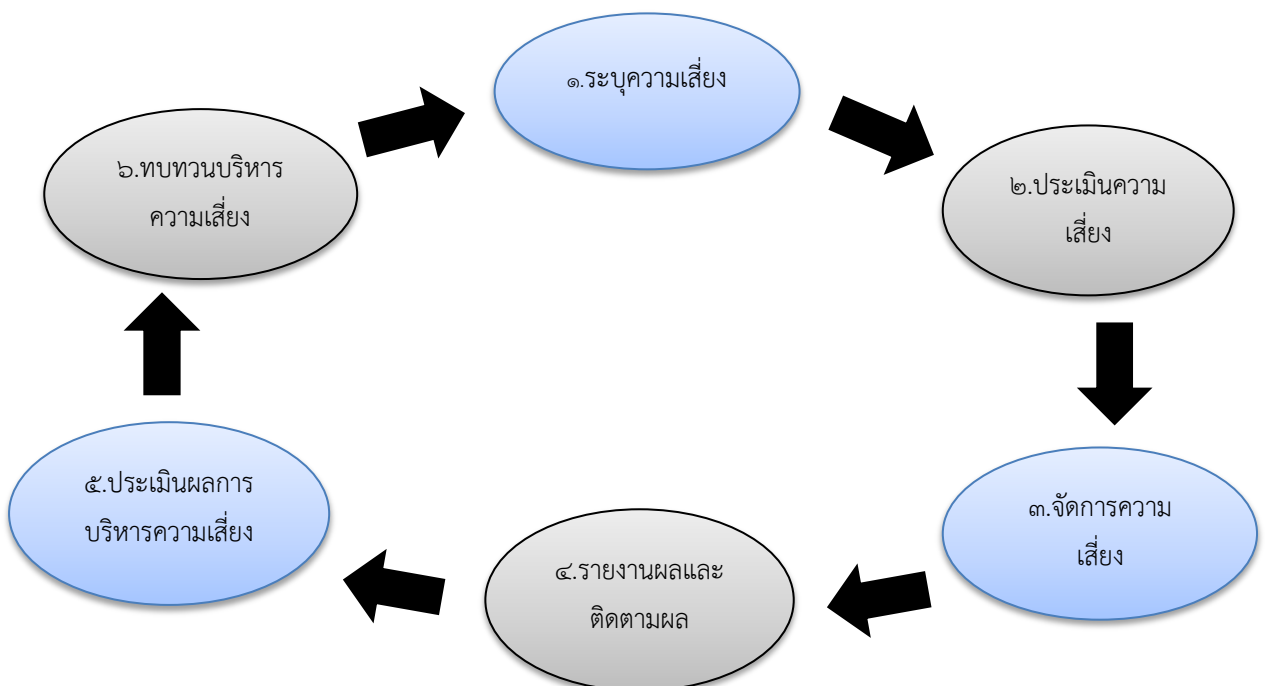 ๑.ระบุความเสี่ยง
๒.ประเมินความ
เสี่ยง
๓.จัดการความ
เสี่ยง
๔.รายงานผลและ
ติดตามผล
๕.ประเมินผลการ
บริหารความเสี่ยง
๖.ทบทวนบริหาร
ความเสี่ยง